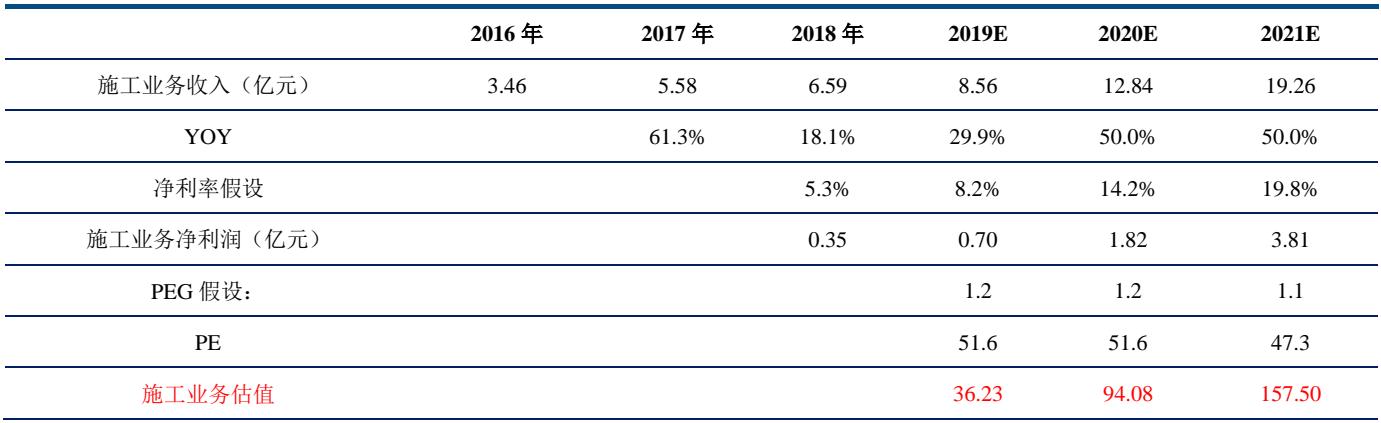 2016 年 2017 年 2018 年 2019E 2020E 2021E
施工业务收入（亿元） 3.46 5.58 6.59 8.56 12.84 19.26
YOY 61.3% 18.1% 29.9% 50.0% 50.0%
净利率假设 5.3% 8.2% 14.2% 19.8%
施工业务净利润（亿元） 0.35 0.70 1.82 3.81
PEG 假设： 1.2 1.2 1.1
PE 51.6 51.6 47.3
施工业务估值 36.23 94.08 157.50